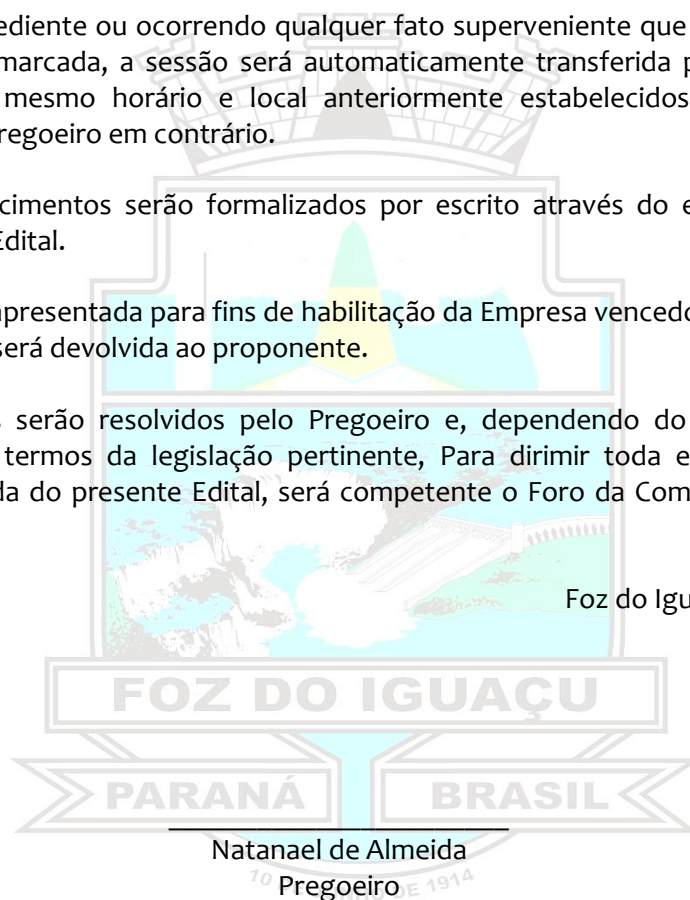 ediente ou ocorrendo qualquer fato superveniente que
marcada, a sessão será automaticamente transferida p
mesmo horário e local anteriormente estabelecidos
regoeiro em contrário.
cimentos serão formalizados por escrito através do e
Edital.
apresentada para fins de habilitação da Empresa vencedo
será devolvida ao proponente.
s serão resolvidos pelo Pregoeiro e, dependendo do
termos da legislação pertinente, Para dirimir toda e
da do presente Edital, será competente o Foro da Com
Foz do Igu
FOZ DO IGUAÇU
PARANÁ BRASIL
Natanael de Almeida
Pregoeiro
10 DE 1914